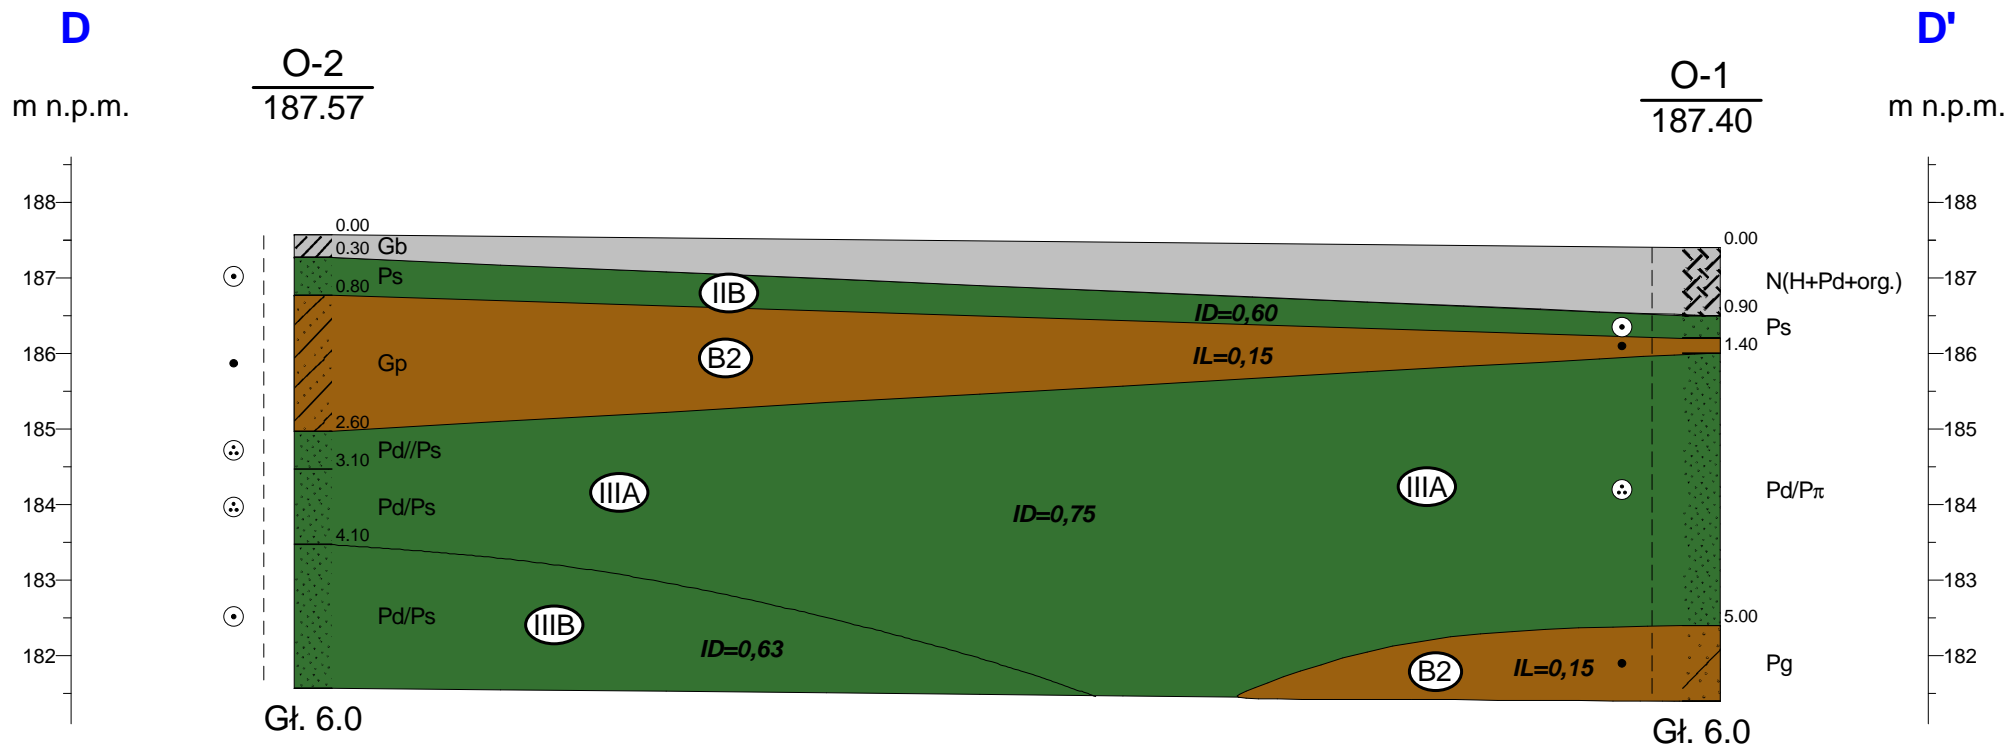 D
D'
O-2
187.57
O-1
187.40
m n.p.m.
m n.p.m.
188
187
186
185
184
183
182
0.00
0.30
Gb
Ps
0.80
Gp
2.60
Pd//Ps
3.10
Pd/Ps
4.10
Pd/Ps
Gł. 6.0
IIB
ID=0,60
B2
IL=0,15
IIIA
ID=0,75
IIIA
IIIB
ID=0,63
B2
IL=0,15
0.00
N(H+Pd+org.)
0.90
Ps
1.40
Pd/Pπ
5.00
Pg
Gł. 6.0
188
187
186
185
184
183
182